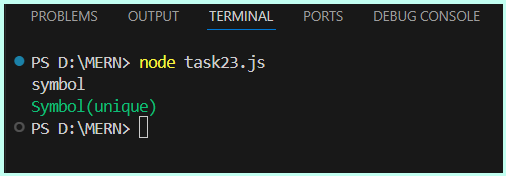 PROBLEMS OUTPUT TERMINAL PORTS DEBUG CONSOLE
PS D:\MERN> node task23.js
symbol
Symbol(unique)
PS D:\MERN>